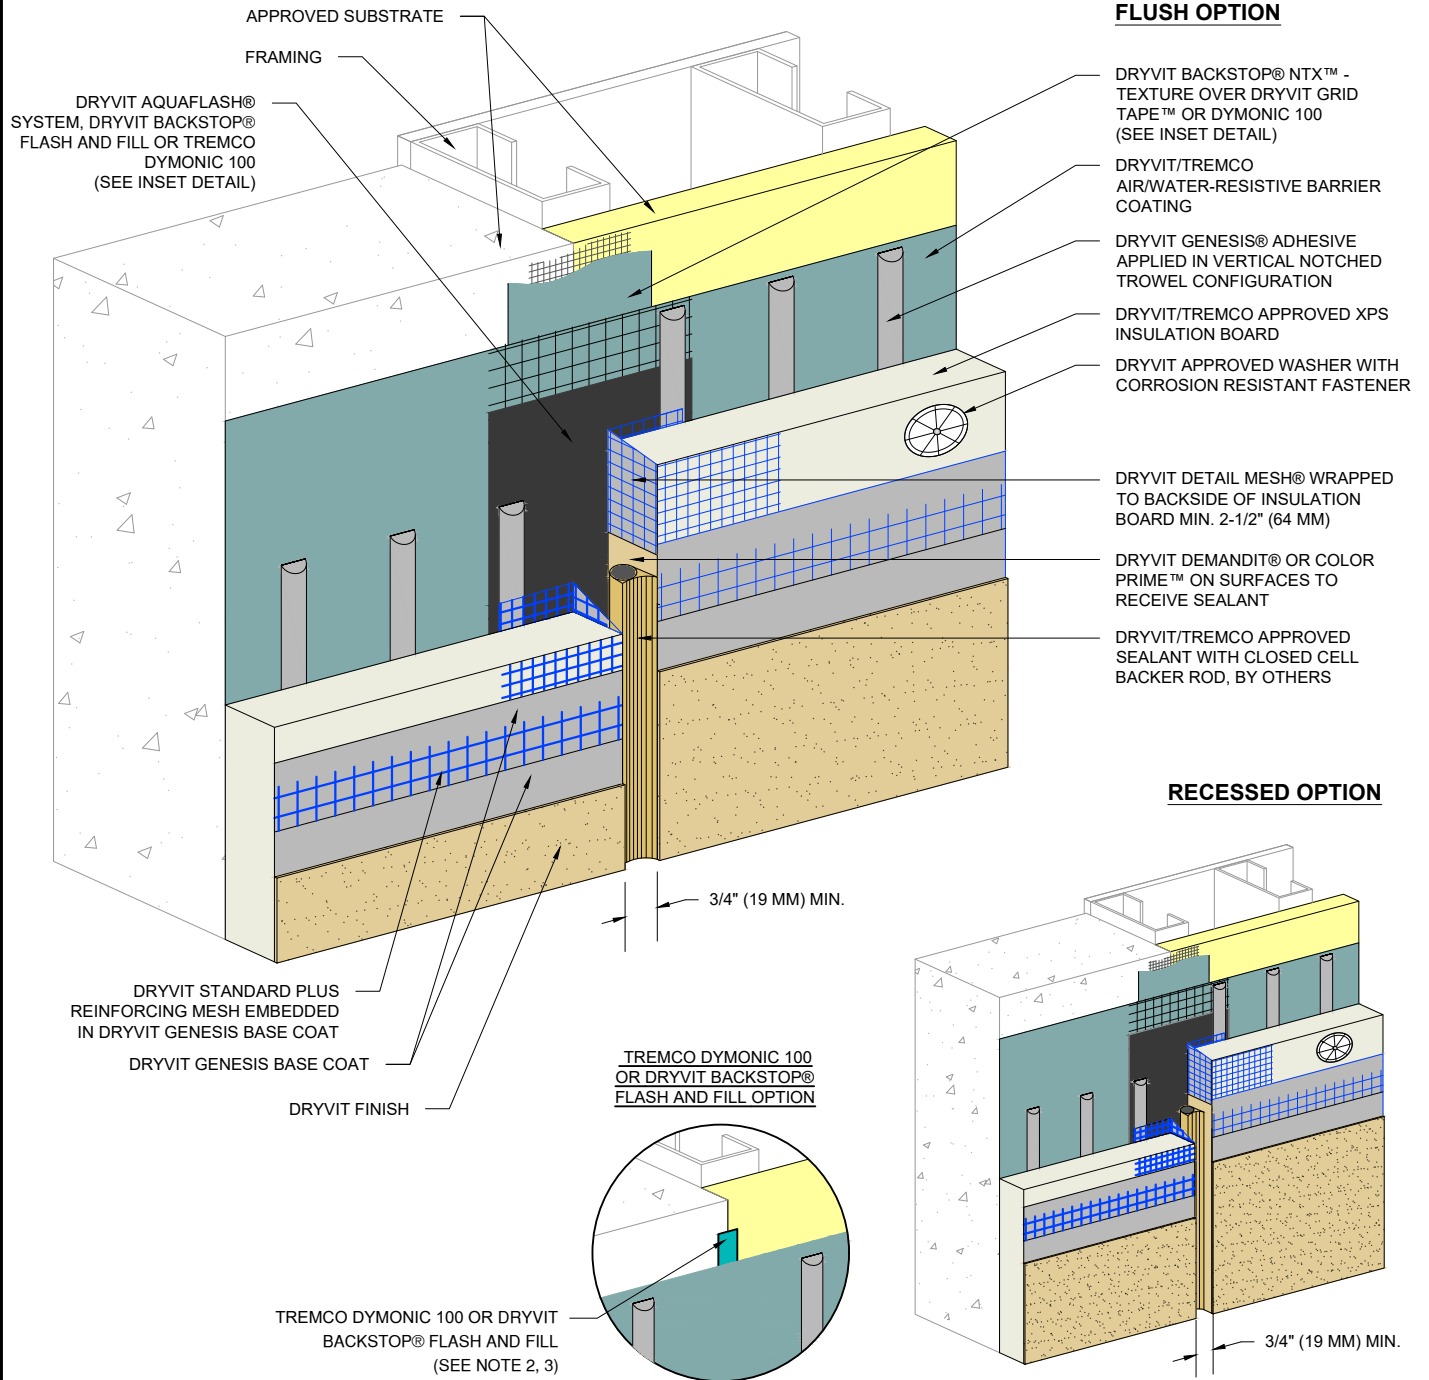 APPROVED SUBSTRATE
FRAMING
DRYVIT AQUAFLASH®
SYSTEM, DRYVIT BACKSTOP®
FLASH AND FILL OR TREMCO
DYMONIC 100
(SEE INSET DETAIL)
FLUSH OPTION
DRYVIT BACKSTOP® NTX™ -
TEXTURE OVER DRYVIT GRID
TAPE™ OR DYMONIC 100
(SEE INSET DETAIL)
DRYVIT/TREMCO
AIR/WATER-RESISTIVE BARRIER
COATING
DRYVIT GENESIS® ADHESIVE
APPLIED IN VERTICAL NOTCHED
TROWEL CONFIGURATION
DRYVIT/TREMCO APPROVED XPS
INSULATION BOARD
DRYVIT APPROVED WASHER WITH
CORROSION RESISTANT FASTENER
DRYVIT DETAIL MESH® WRAPPED
TO BACKSIDE OF INSULATION
BOARD MIN. 2-1/2" (64 MM)
DRYVIT DEMANDIT® OR COLOR
PRIME™ ON SURFACES TO
RECEIVE SEALANT
DRYVIT/TREMCO APPROVED
SEALANT WITH CLOSED CELL
BACKER ROD, BY OTHERS
3/4" (19 MM) MIN.
DRYVIT STANDARD PLUS
REINFORCING MESH EMBEDDED
IN DRYVIT GENESIS BASE COAT
DRYVIT GENESIS BASE COAT
DRYVIT FINISH
TREMCO DYMONIC 100
OR DRYVIT BACKSTOP®
FLASH AND FILL OPTION
TREMCO DYMONIC 100 OR DRYVIT
BACKSTOP® FLASH AND FILL
(SEE NOTE 2, 3)
RECESSED OPTION
3/4" (19 MM) MIN.